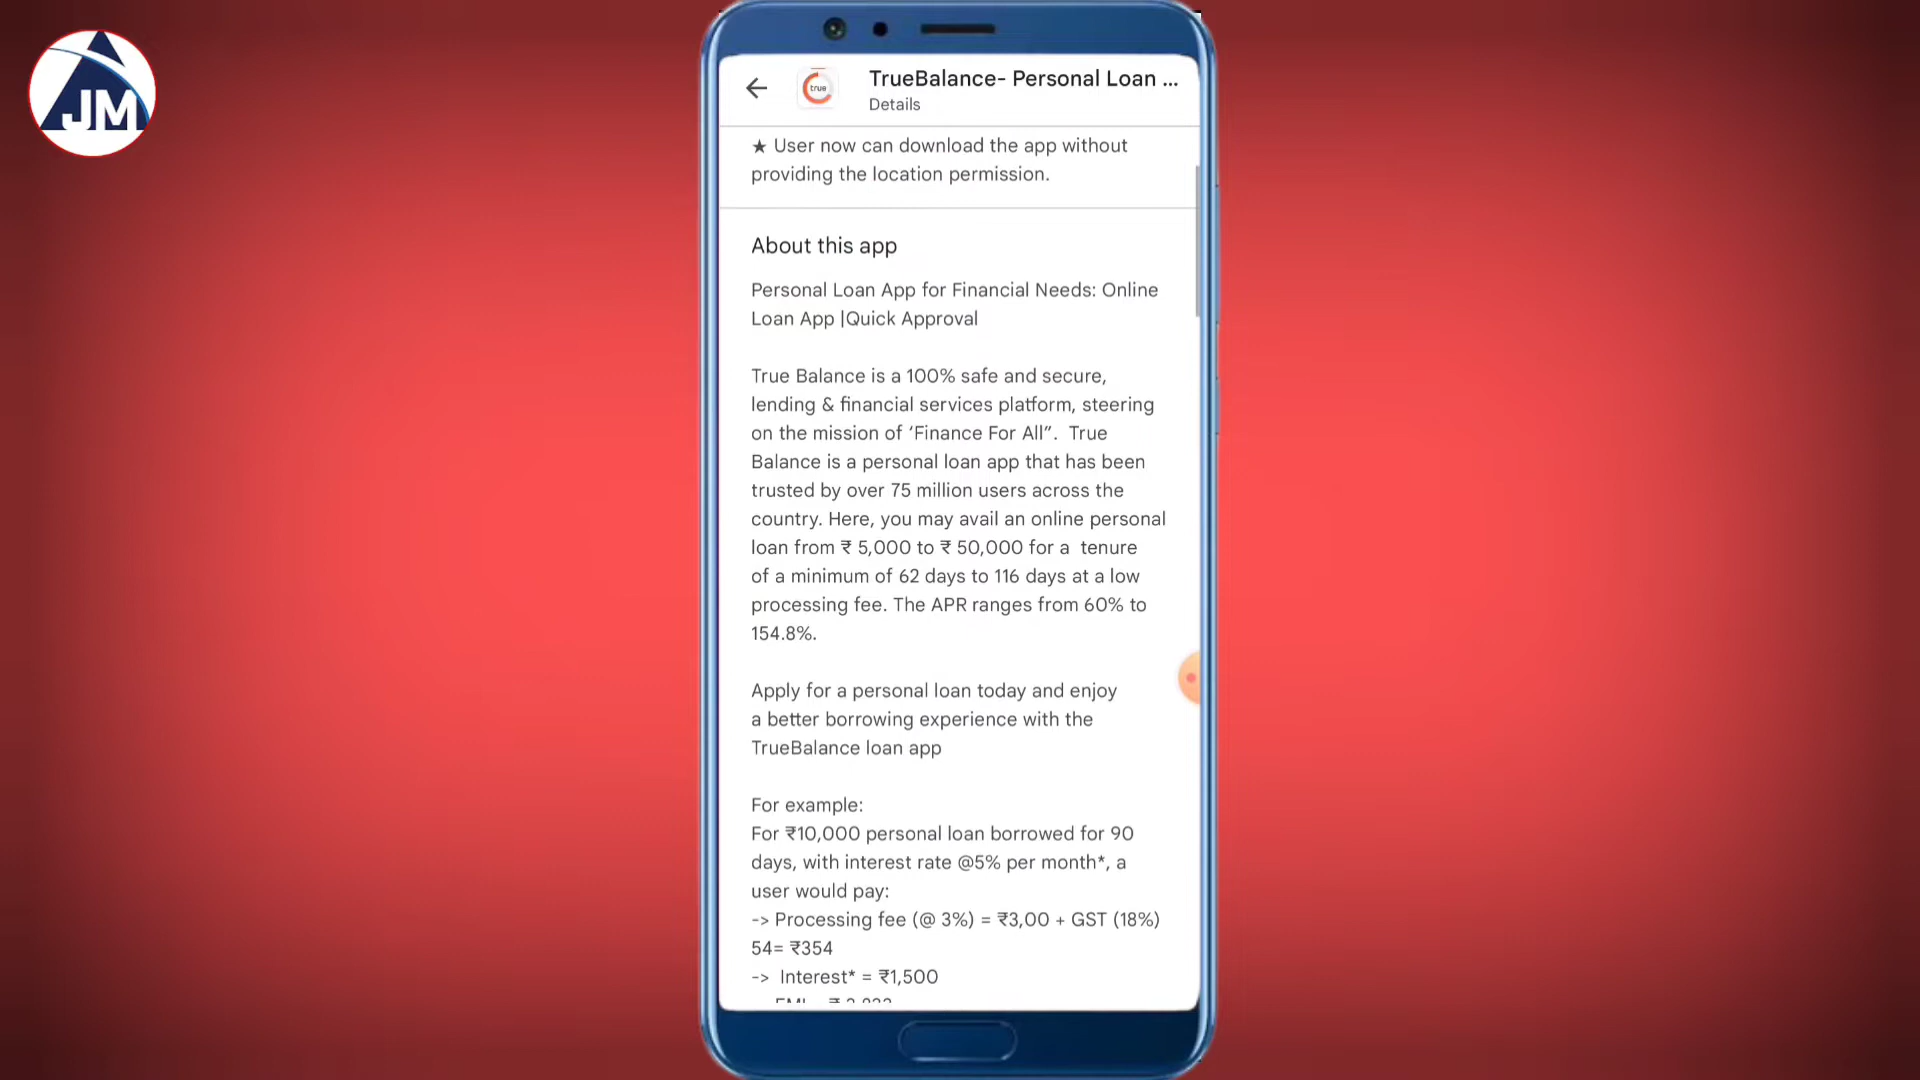 JM
true
TrueBalance- Personal Loan ...
Details
★ User now can download the app without
providing the location permission.
About this app
Personal Loan App for Financial Needs: Online
Loan App |Quick Approval
True Balance is a 100% safe and secure,
lending & financial services platform, steering
on the mission of ‘Finance For All”.  True
Balance is a personal loan app that has been
trusted by over 75 million users across the
country. Here, you may avail an online personal
loan from ₹ 5,000 to ₹ 50,000 for a  tenure
of a minimum of 62 days to 116 days at a low
processing fee. The APR ranges from 60% to
154.8%.
Apply for a personal loan today and enjoy
a better borrowing experience with the
TrueBalance loan app
For example:
For ₹10,000 personal loan borrowed for 90
days, with interest rate @5% per month*, a
user would pay:
-> Processing fee (@ 3%) = ₹3,00 + GST (18%)
54= ₹354
->  Interest* = ₹1,500